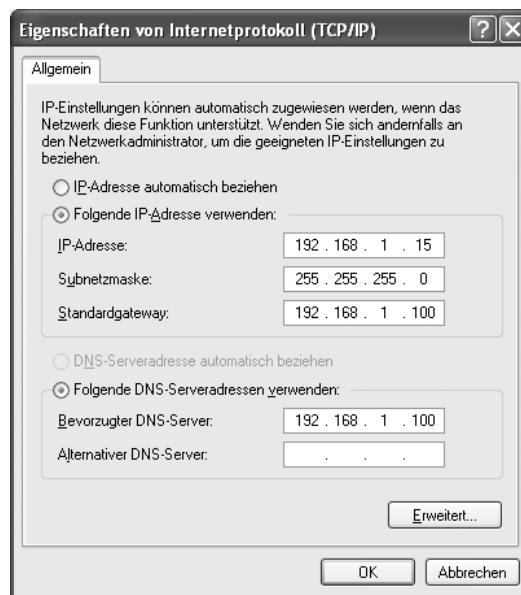 Eigenschaften von Internetprotokoll (TCP/IP)
Allgemein
IP-Einstellungen können automatisch zugewiesen werden, wenn das
Netzwerk diese Funktion unterstützt. Wenden Sie sich andernfalls an
den Netzwerkadministrator, um die geeigneten IP-Einstellungen zu
beziehen.
IP-Adresse automatisch beziehen
Folgende IP-Adresse verwenden:
IP-Adresse: 192 . 168 . 1 . 15
Subnetzmaske: 255 . 255 . 255 . 0
Standardgateway: 192 . 168 . 1 . 100
DNS-Serveradresse automatisch beziehen
Folgende DNS-Serveradressen verwenden:
Bevorzugter DNS-Server: 192 . 168 . 1 . 100
Alternativer DNS-Server: . . .
Erweitert...
OK Abbrechen